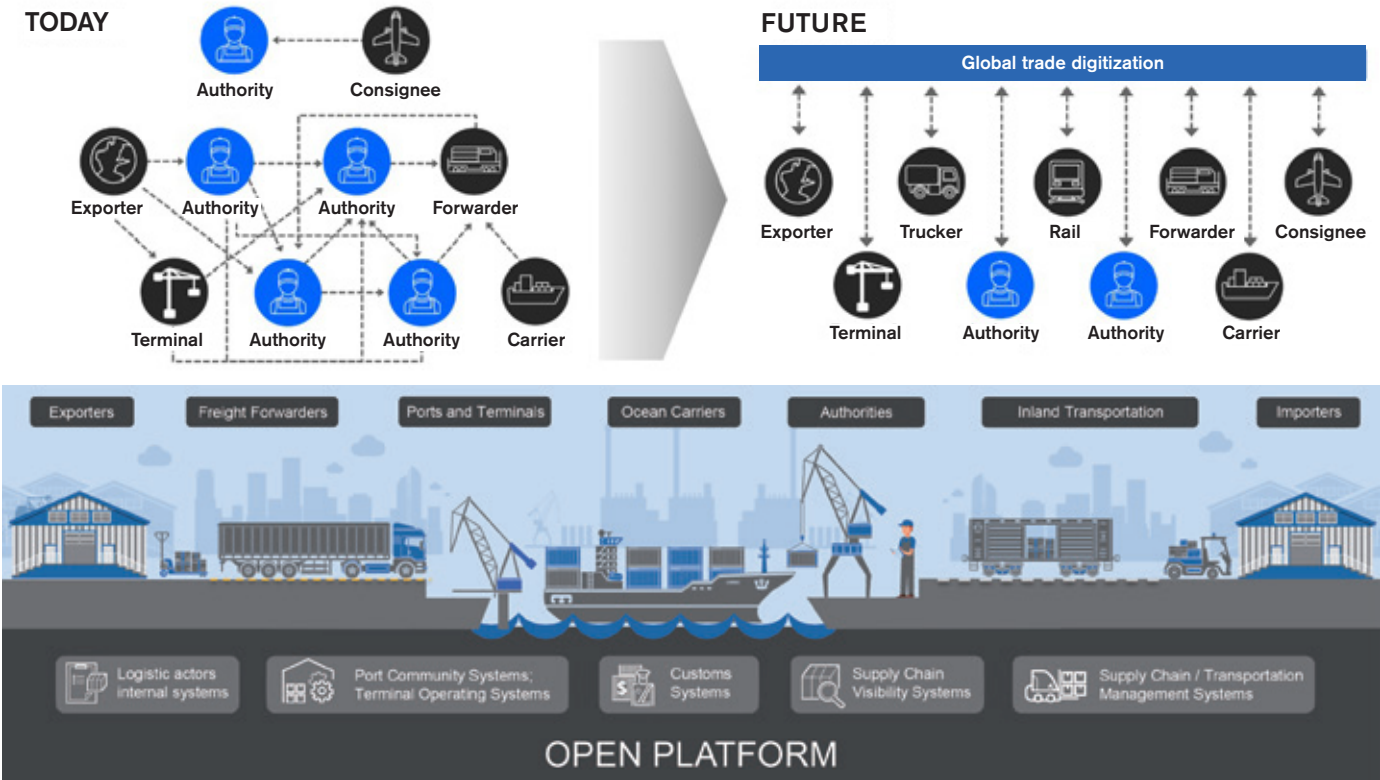 TODAY
Authority
Consignee
Exporter
Authority
Authority
Forwarder
Terminal
Authority
Authority
Carrier
FUTURE
Global trade digitization
Exporter
Trucker
Rail
Forwarder
Consignee
Terminal
Authority
Authority
Carrier
Exporters
Freight Forwarders
Ports and Terminals
Ocean Carriers
Authorities
Inland Transportation
Importers
Logistic actors
internal systems
Port Community Systems;
Terminal Operating Systems
$
Customs
Systems
Supply Chain
Visibility Systems
Supply Chain / Transportation
Management Systems
OPEN PLATFORM